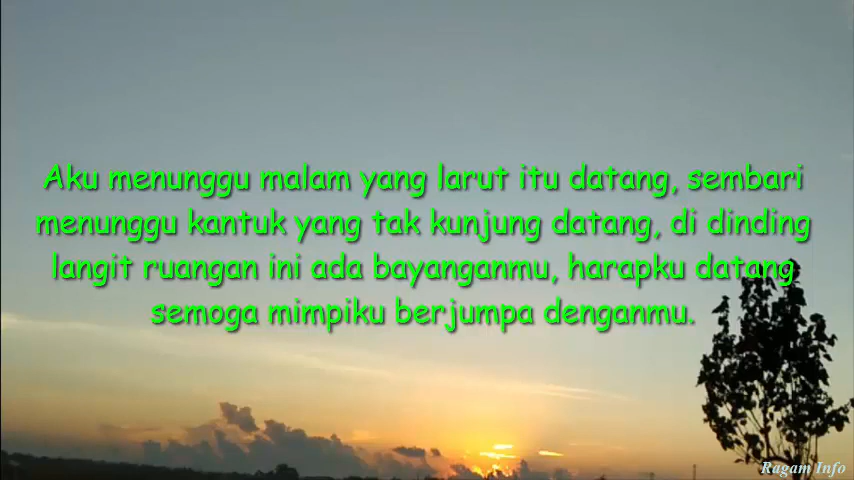 Aku menunggu malam yang larut itu datang, sembari
menunggu kantuk yang tak kunjung datang, di dinding
langit ruangan ini ada bayanganmu, harapku datang
semoga mimpiku berjumpa denganmu.
Ragam Info